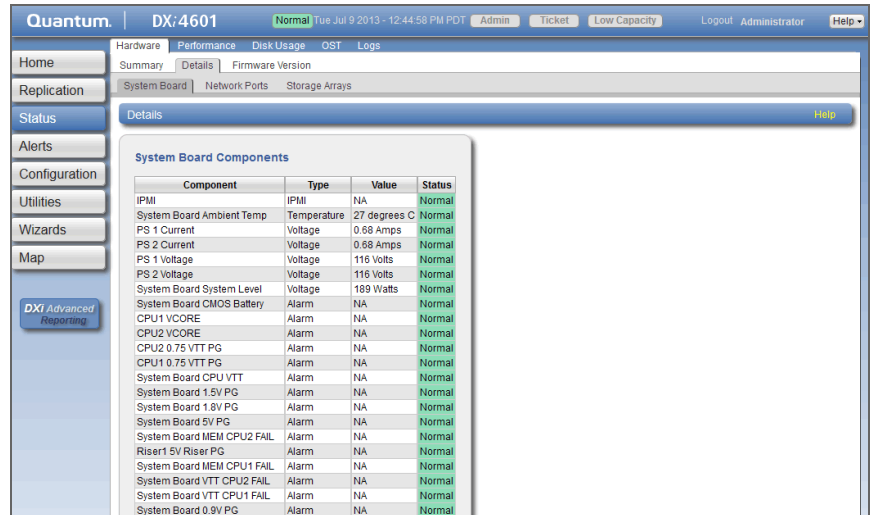 Quantum. DXi4601 Normal Tue Jul 9 2013 - 12:44:58 PM PDT Admin Ticket Low Capacity Logout Administrator Help
Hardware Performance Disk Usage OST Logs
Summary Details Firmware Version
System Board Network Ports Storage Arrays
Home
Replication
Status
Alerts
Configuration
Utilities
Wizards
Map
DXi Advanced
Reporting
Details Help
System Board Components
Component Type Value Status
IPMI IPMI NA Normal
System Board Ambient Temp Temperature 27 degrees C Normal
PS 1 Current Voltage 0.68 Amps Normal
PS 2 Current Voltage 0.68 Amps Normal
PS 1 Voltage Voltage 116 Volts Normal
PS 2 Voltage Voltage 116 Volts Normal
System Board System Level Voltage 189 Watts Normal
System Board CMOS Battery Alarm NA Normal
CPU1 VCORE Alarm NA Normal
CPU2 VCORE Alarm NA Normal
CPU2 0.75 VTT PG Alarm NA Normal
CPU1 0.75 VTT PG Alarm NA Normal
System Board CPU VTT Alarm NA Normal
System Board 1.5V PG Alarm NA Normal
System Board 1.8V PG Alarm NA Normal
System Board 5V PG Alarm NA Normal
System Board MEM CPU2 FAIL Alarm NA Normal
Riser1 5V Riser PG Alarm NA Normal
System Board MEM CPU1 FAIL Alarm NA Normal
System Board VTT CPU2 FAIL Alarm NA Normal
System Board VTT CPU1 FAIL Alarm NA Normal
System Board 0.9V PG Alarm NA Normal